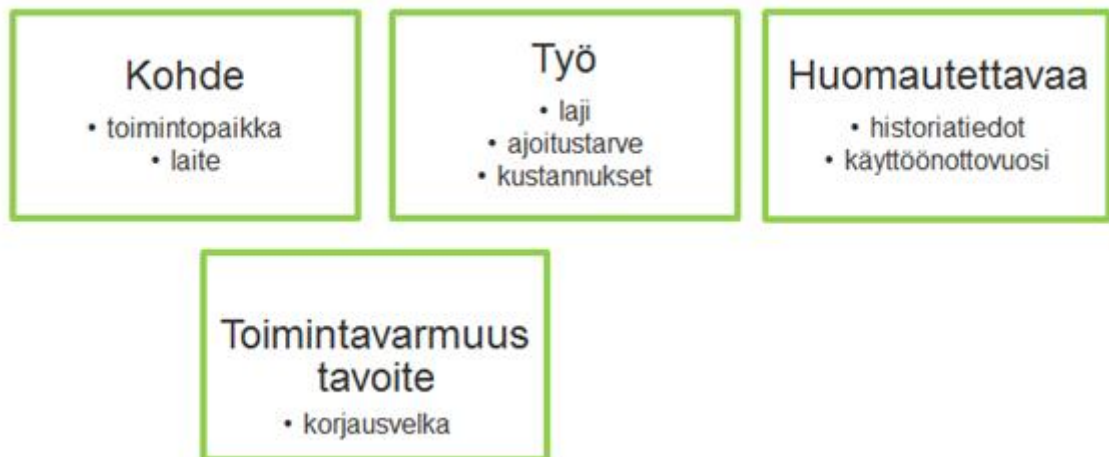 Kohde
• toimintopaikka
• laite
Työ
• laji
• ajoitustarve
• kustannukset
Huomautettavaa
• historiatiedot
• käyttöönottovuosi
Toimintavarmuus
tavoite
• korjausvelka